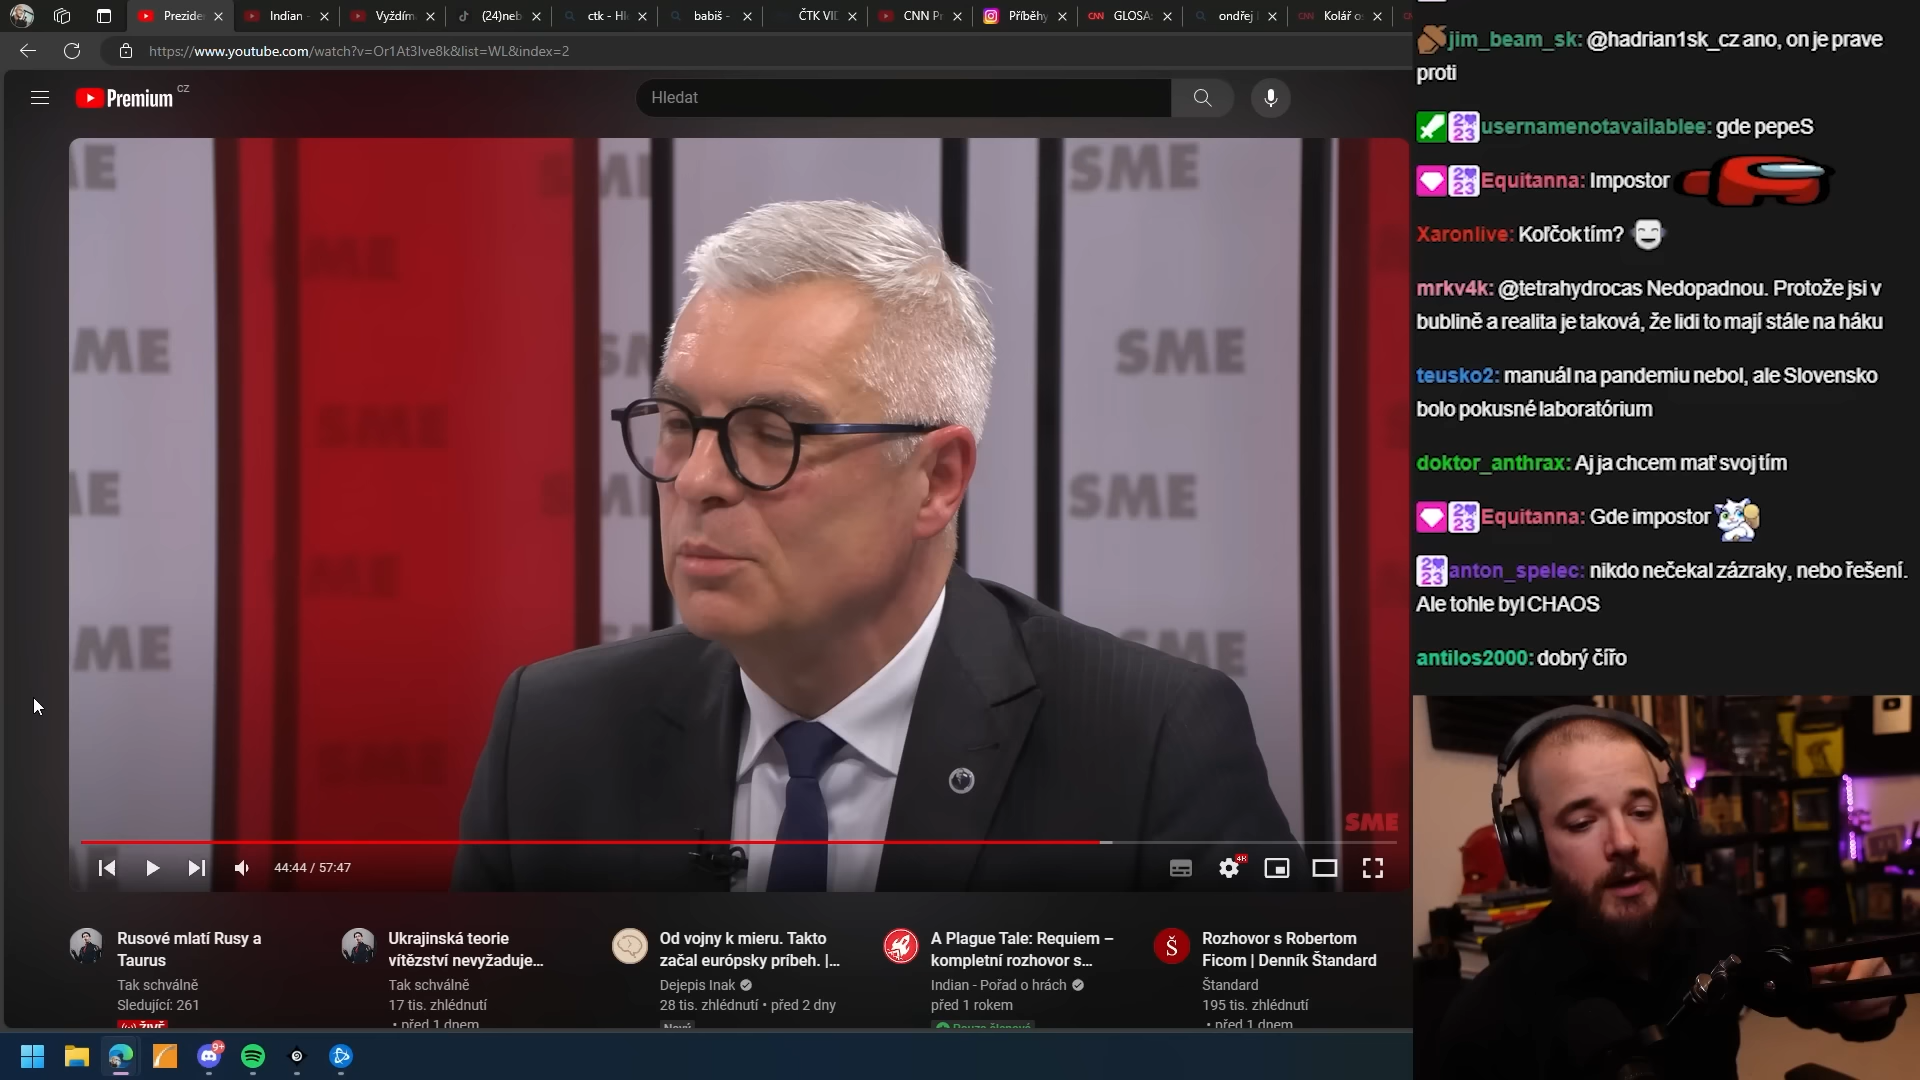 Prezide
Indian -
Vyždím
(24)neb
ctk - Hl
babiš -
ČTK VI
CNN P
Příběhy
GLOSA:
ondřej
Kolář o
https://www.youtube.com/watch?v=Or1At3lve8k&list=WL&index=2
Premium CZ
Hledat
SME
SME
SME
SME
SME
44:44 / 57:47
4K
Rusové mlatí Rusy a
Taurus
Tak schválně
Sledující: 261
ŽIVĚ
Ukrajinská teorie
vítězství nevyžaduje...
Tak schválně
17 tis. zhlédnutí
• před 1 dnem
Od vojny k mieru. Takto
začal európsky príbeh. |...
Dejepis Inak
28 tis. zhlédnutí • před 2 dny
Nový
A Plague Tale: Requiem –
kompletní rozhovor s...
Indian - Pořad o hrách
před 1 rokem
Pouze členové
Š
Rozhovor s Robertom
Ficom | Denník Štandard
Štandard
195 tis. zhlédnutí
• před 1 dnem
9+
jim_beam_sk: @hadrian1sk_cz ano, on je prave
proti
usernamenotavailablee: gde pepeS
Equitanna: Impostor
Xaronlive: Kofčok tím?
mrkv4k: @tetrahydrocas Nedopadnou. Protože jsi v
bublině a realita je taková, že lidi to mají stále na háku
teusko2: manuál na pandemiu nebol, ale Slovensko
bolo pokusné laboratórium
doktor_anthrax: Aj ja chcem mať svoj tím
Equitanna: Gde impostor
anton_spelec: nikdo nečekal zázraky, nebo řešení.
Ale tohle byl CHAOS
antilos2000: dobrý čířo